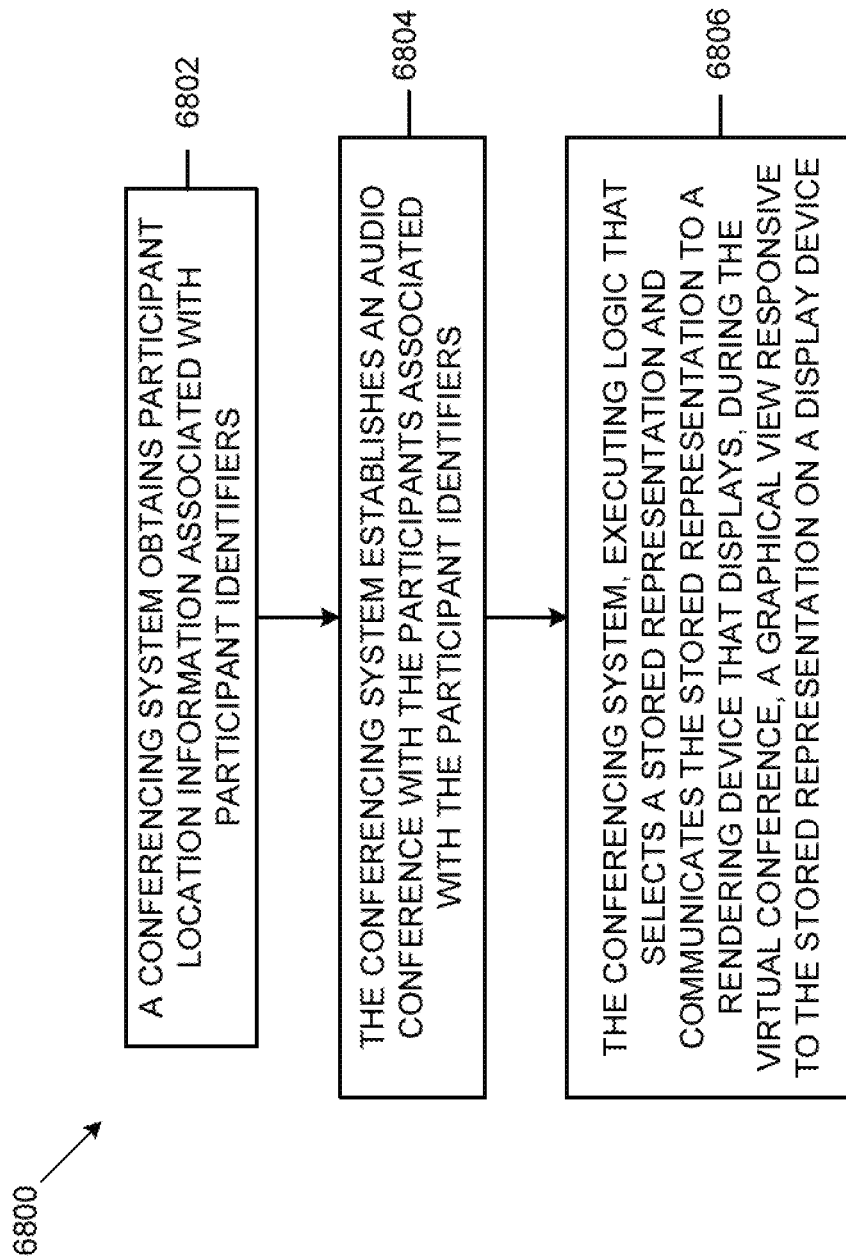 6800
A CONFERENCING SYSTEM OBTAINS PARTICIPANT
LOCATION INFORMATION ASSOCIATED WITH
PARTICIPANT IDENTIFIERS
6802
THE CONFERENCING SYSTEM ESTABLISHES AN AUDIO
CONFERENCE WITH THE PARTICIPANTS ASSOCIATED
WITH THE PARTICIPANT IDENTIFIERS
6804
THE CONFERENCING SYSTEM, EXECUTING LOGIC THAT
SELECTS A STORED REPRESENTATION AND
COMMUNICATES THE STORED REPRESENTATION TO A
RENDERING DEVICE THAT DISPLAYS, DURING THE
VIRTUAL CONFERENCE, A GRAPHICAL VIEW RESPONSIVE
TO THE STORED REPRESENTATION ON A DISPLAY DEVICE
6806